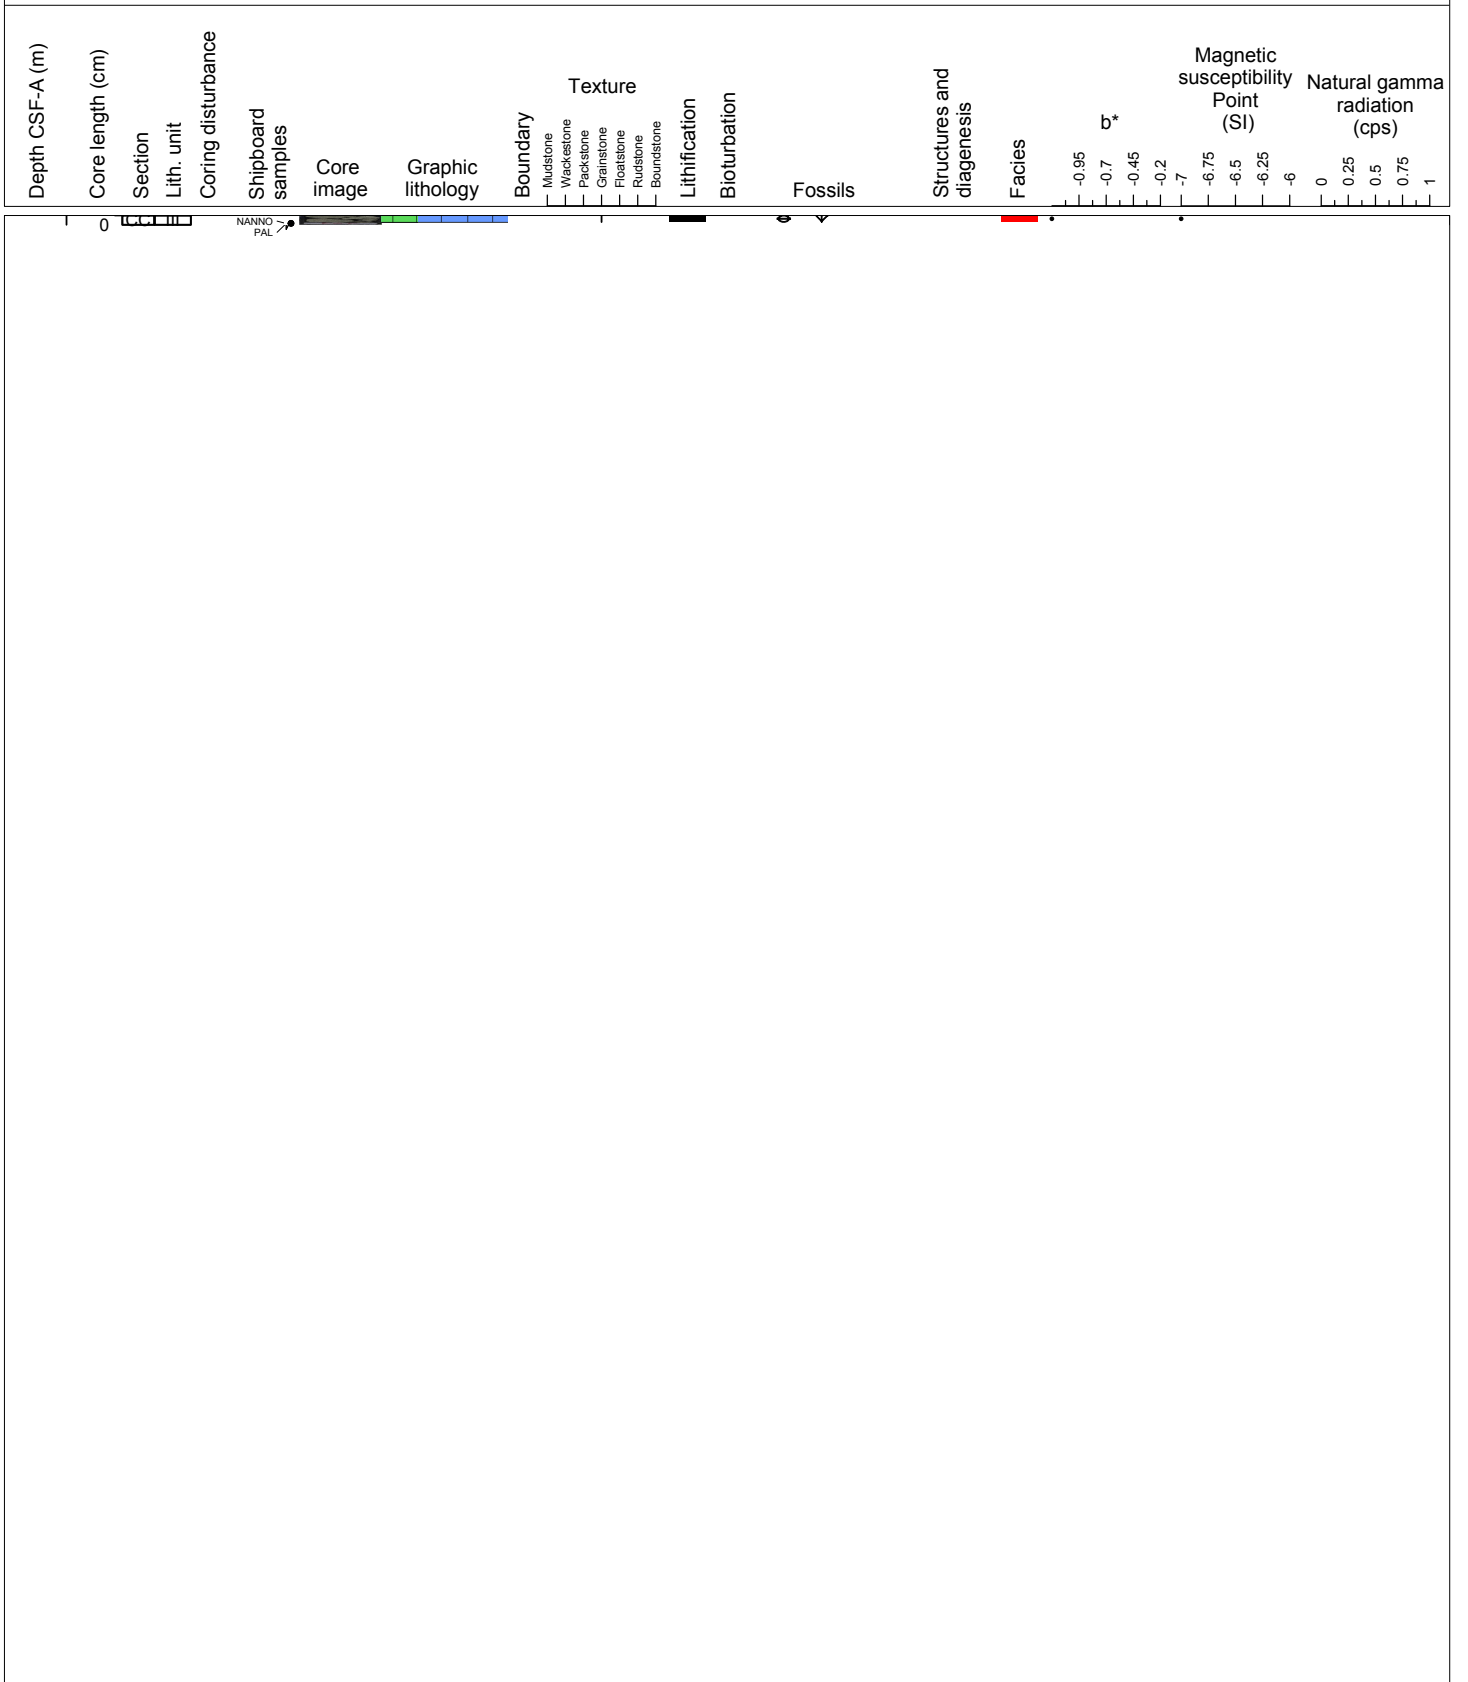 Depth CSF-A (m)
Core length (cm)
Section
Lith. unit
Coring disturbance
Shipboard
samples
Core
image
Graphic
lithology
Boundary
Texture
Mudstone
Wackestone
Packstone
Grainstone
Floatstone
Rudstone
Boundstone
Lithification
Bioturbation
Fossils
Structures and
diagenesis
Facies
b*
-0.95
-0.7
-0.45
-0.2
Magnetic
susceptibility
Point
(SI)
-7
-6.75
-6.5
-6.25
-6
Natural gamma
radiation
(cps)
0
0.25
0.5
0.75
1
0
CC
NANNO
PAL